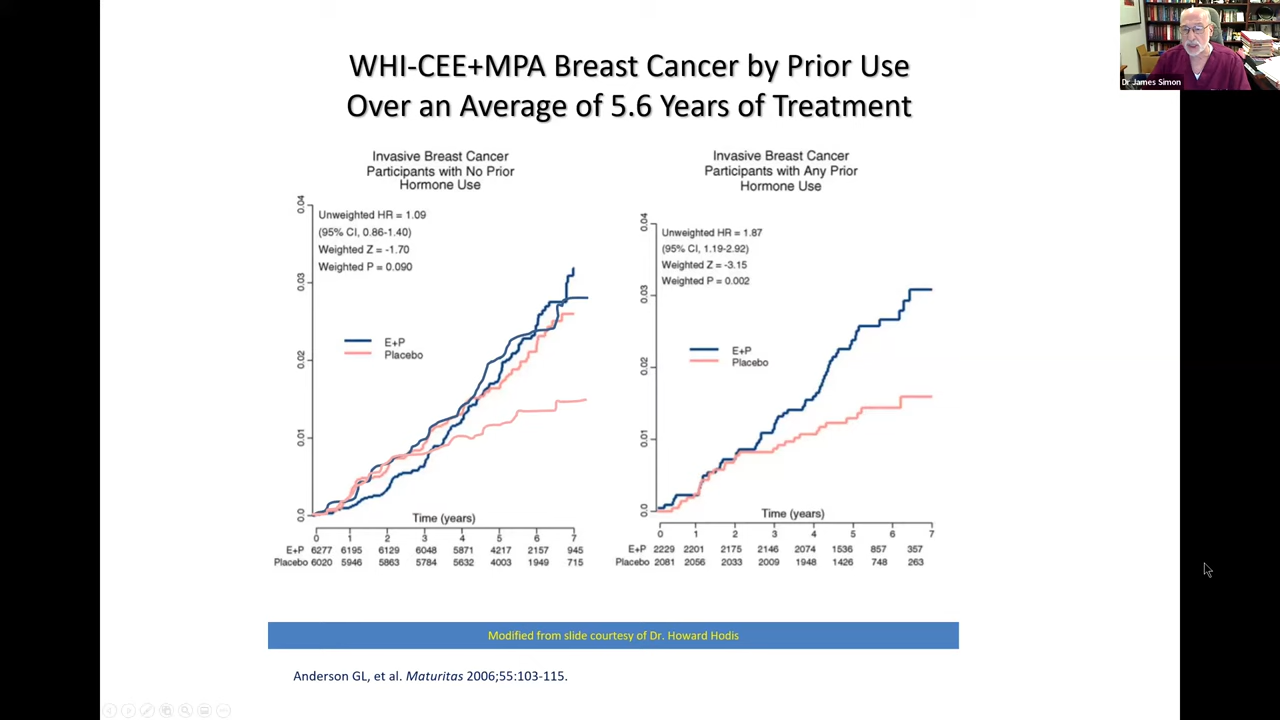 WHI-CEE+MPA Breast Cancer by Prior Use
Over an Average of 5.6 Years of Treatment
Dr James Simon
Invasive Breast Cancer
Participants with No Prior
Hormone Use
0.04
0.03
0.02
0.01
0.0
Unweighted HR = 1.09
(95% CI, 0.86-1.40)
Weighted Z = -1.70
Weighted P = 0.090
E+P
Placebo
Time (years)
0 1 2 3 4 5 6 7
E+P 6277 6195 6129 6048 5871 4217 2157 945
Placebo 6020 5946 5863 5784 5632 4003 1949 715
Invasive Breast Cancer
Participants with Any Prior
Hormone Use
0.04
0.03
0.02
0.01
0.0
Unweighted HR = 1.87
(95% CI, 1.19-2.92)
Weighted Z = -3.15
Weighted P = 0.002
E+P
Placebo
Time (years)
0 1 2 3 4 5 6 7
E+P 2229 2201 2175 2146 2074 1536 857 357
Placebo 2081 2056 2033 2009 1948 1426 748 263
Modified from slide courtesy of Dr. Howard Hodis
Anderson GL, et al. Maturitas 2006;55:103-115.